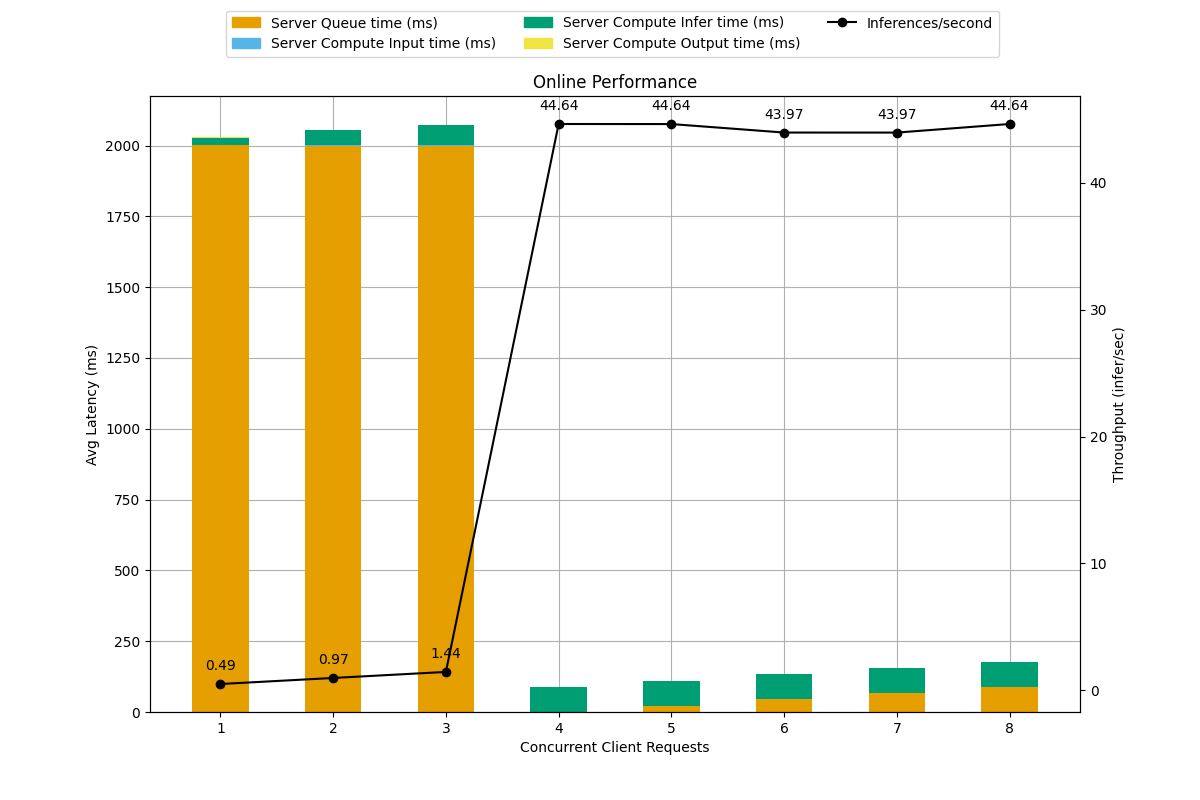 Server Queue time (ms)
Server Compute Input time (ms)
Server Compute Infer time (ms)
Server Compute Output time (ms)
Inferences/second
Online Performance
44.64 44.64 43.97 43.97 44.64
2000
1750
1500
1250
1000
750
500
250
0
Avg Latency (ms)
40
30
20
10
0
Throughput (infer/sec)
0.49 0.97 1.44
1 2 3 4 5 6 7 8
Concurrent Client Requests